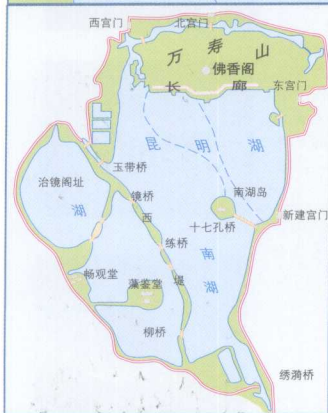 西宫门
北宫门
万寿山
佛香阁
长廊
东宫门
昆明湖
玉带桥
治镜阁址
镜桥
南湖岛
湖
西堤
新建宫门
十七孔桥
练桥
南湖
畅观堂
藻鉴堂
柳桥
绣漪桥